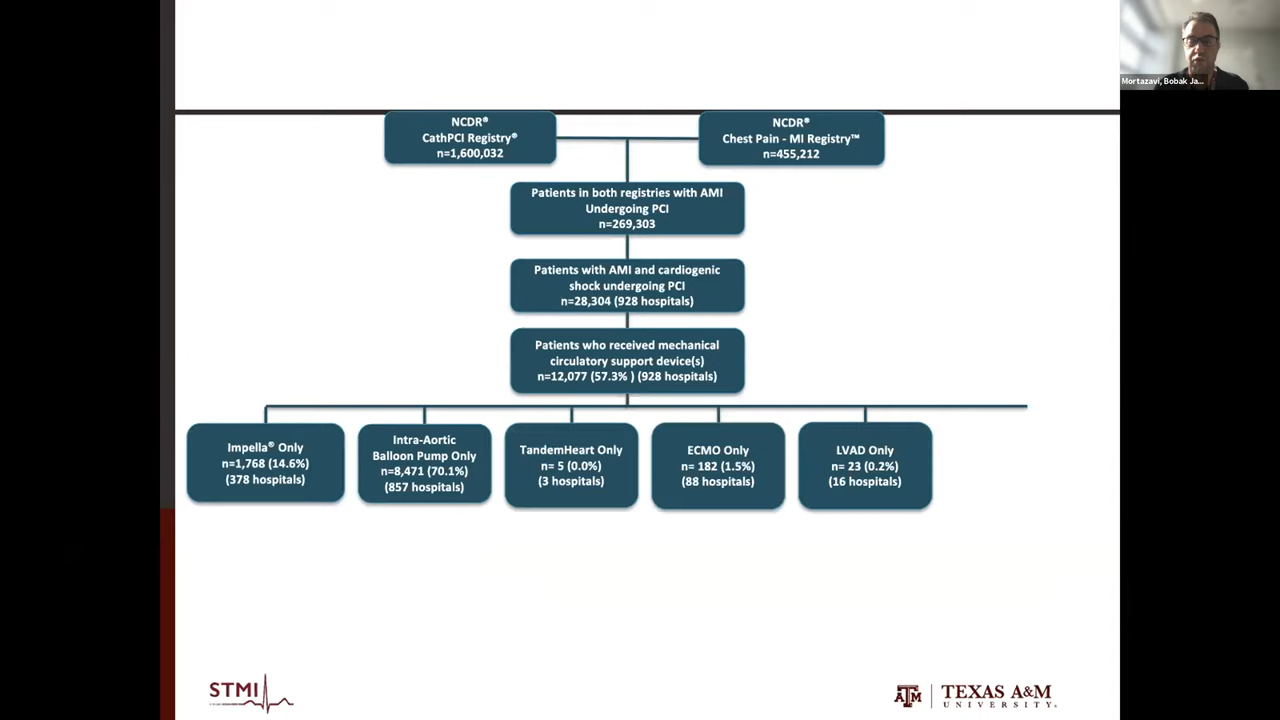 Mortazavi, Bobak Ja...
NCDR®
CathPCI Registry®
n=1,600,032
NCDR®
Chest Pain - MI Registry™
n=455,212
Patients in both registries with AMI
Undergoing PCI
n=269,303
Patients with AMI and cardiogenic
shock undergoing PCI
n=28,304 (928 hospitals)
Patients who received mechanical
circulatory support device(s)
n=12,077 (57.3% ) (928 hospitals)
Impella® Only
n=1,768 (14.6%)
(378 hospitals)
Intra-Aortic
Balloon Pump Only
n=8,471 (70.1%)
(857 hospitals)
TandemHeart Only
n= 5 (0.0%)
(3 hospitals)
ECMO Only
n= 182 (1.5%)
(88 hospitals)
LVAD Only
n= 23 (0.2%)
(16 hospitals)
STMI
ATM
TEXAS A&M
UNIVERSITY®